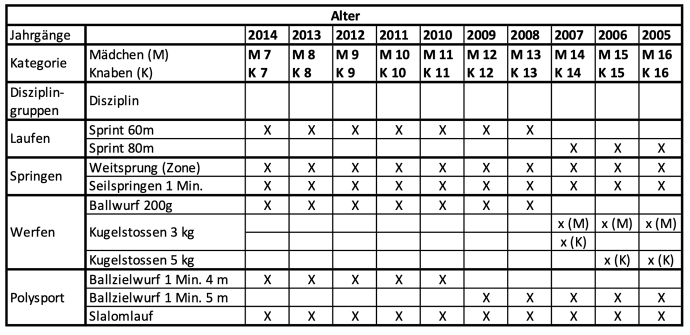 Alter
Jahrgänge 2014 2013 2012 2011 2010 2009 2008 2007 2006 2005
Kategorie Mädchen (M) M 7 M 8 M 9 M 10 M 11 M 12 M 13 M 14 M 15 M 16
Knaben (K) K 7 K 8 K 9 K 10 K 11 K 12 K 13 K 14 K 15 K 16
Disziplin-
gruppen Disziplin
Laufen Sprint 60m X X X X X X X
Sprint 80m X X X
Springen Weitsprung (Zone) X X X X X X X X X X
Seilspringen 1 Min. X X X X X X X X X X
Werfen Ballwurf 200g X X X X X X X
Kugelstossen 3 kg x (M) x (M) x (M)
x (K)
Kugelstossen 5 kg x (K) x (K)
Polysport Ballzielwurf 1 Min. 4 m X X X X X
Ballzielwurf 1 Min. 5 m X X X X X
Slalomlauf X X X X X X X X X X